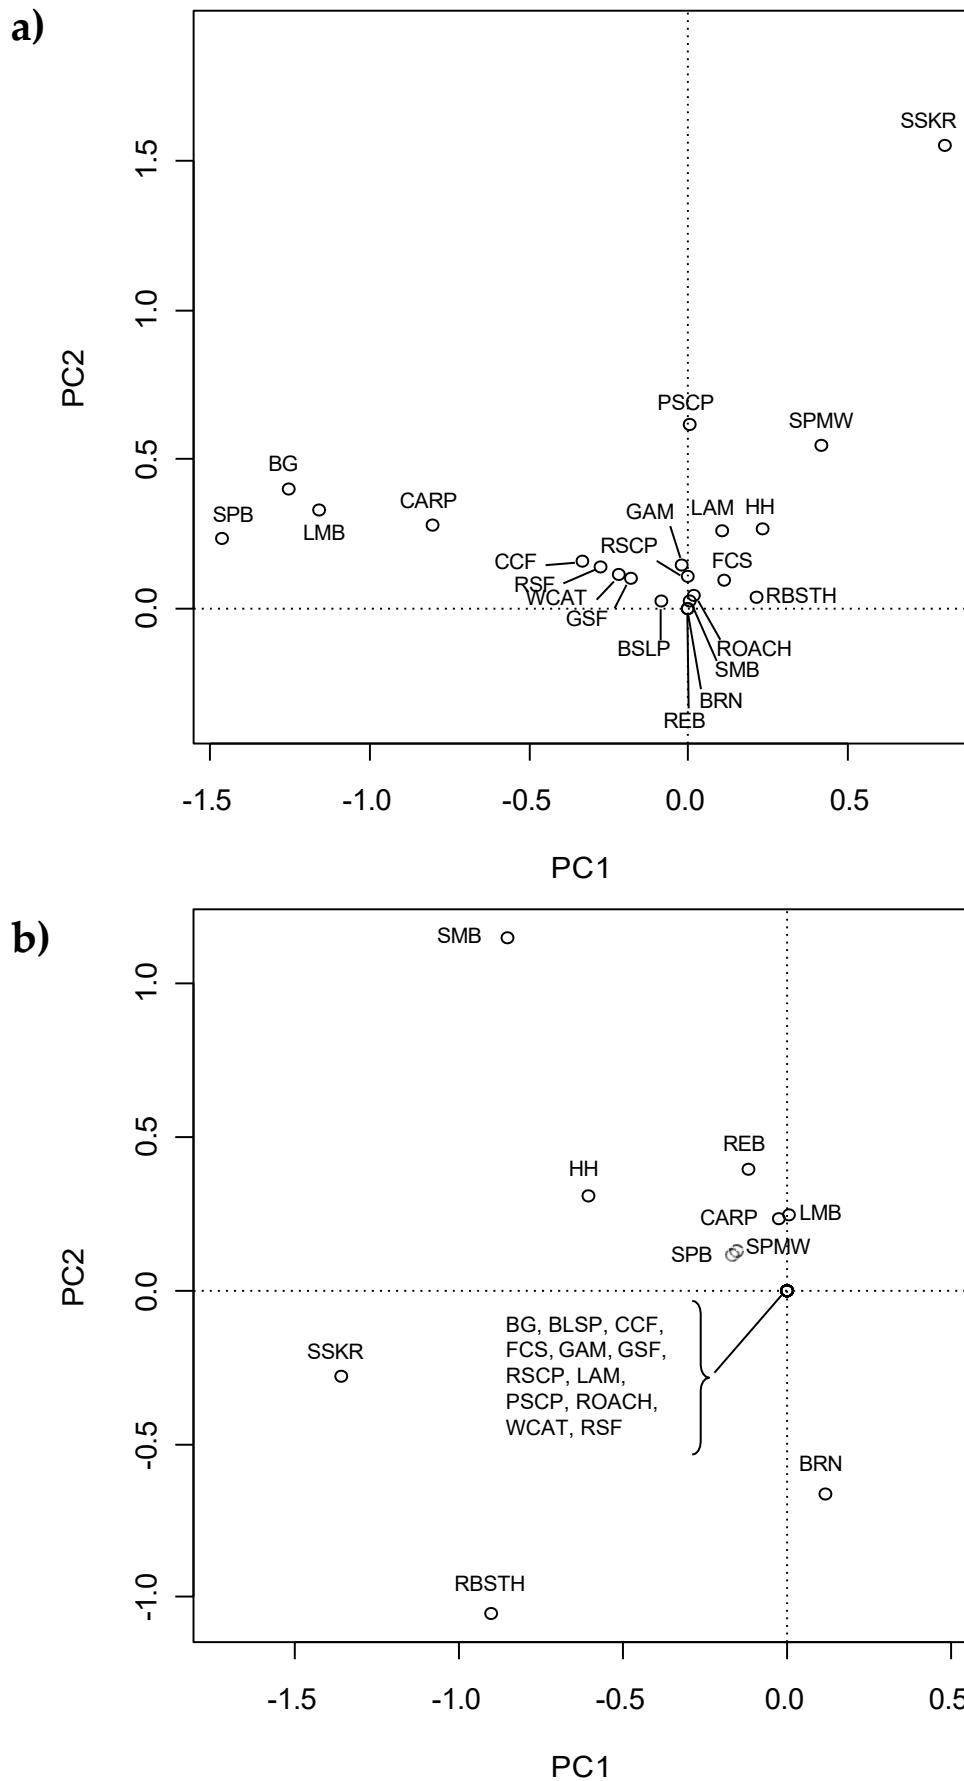 a)
SSKR
1.5
1.0
PC2
PSCP
SPMW
0.5
BG
CARP
SPB
LMB
GAM
LAM
HH
RSCP
CCF
FCS
RSF
WCAT
RBSTH
GSF
0.0
BSLP
ROACH
SMB
BRN
REB
-1.5
-1.0
-0.5
0.0
0.5
PC1
b)
SMB
1.0
0.5
REB
HH
CARP
LMB
SPB
SPMW
PC2
0.0
BG, BLSP, CCF,
FCS, GAM, GSF,
RSCP, LAM,
PSCP, ROACH,
WCAT, RSF
SSKR
-0.5
BRN
RBSTH
-1.0
-1.5
-1.0
-0.5
0.0
0.5
PC1